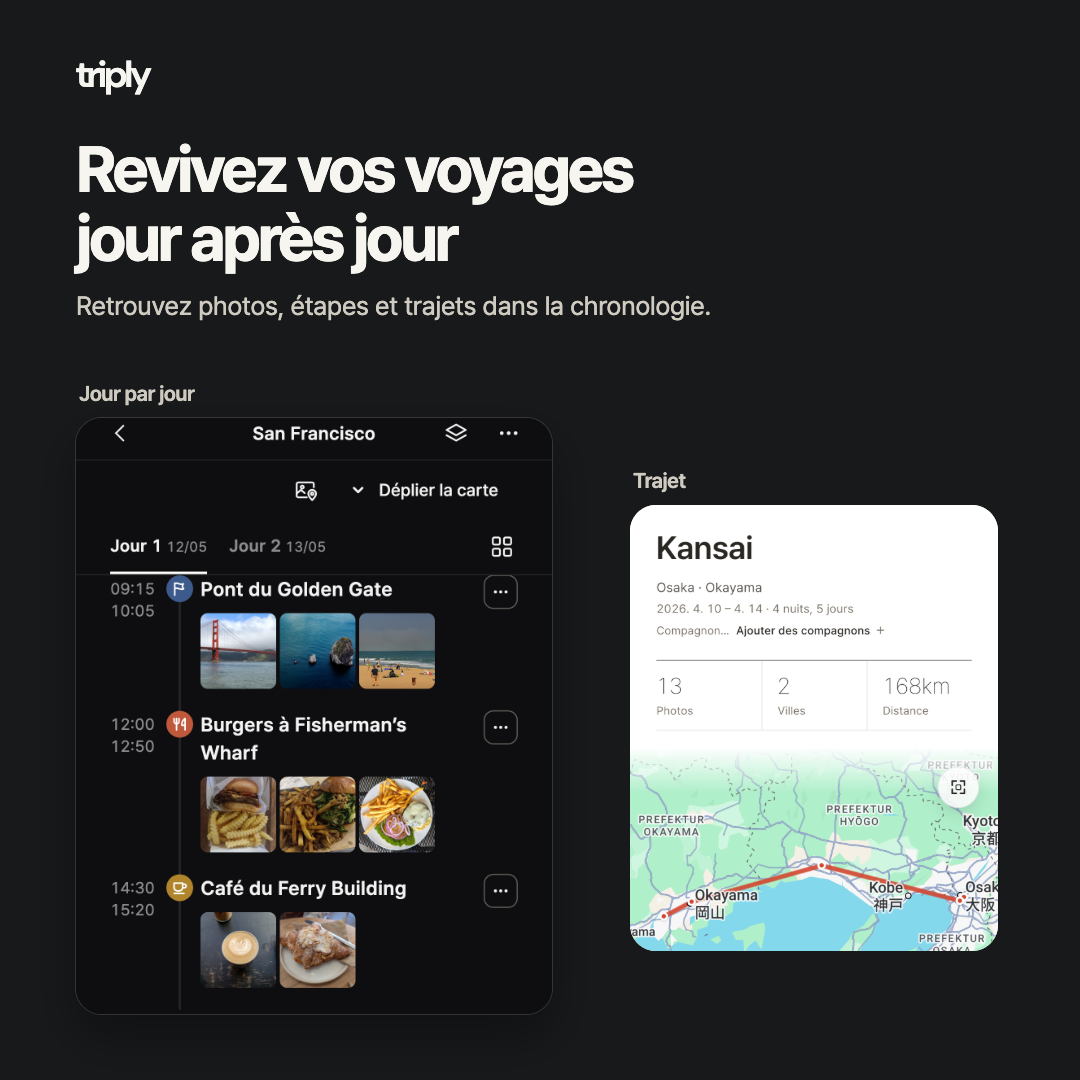 triply
Revivez vos voyages
jour après jour
Retrouvez photos, étapes et trajets dans la chronologie.
Jour par jour
San Francisco
Déplier la carte
Jour 1 12/05 Jour 2 13/05
09:15 Pont du Golden Gate
10:05
12:00 Burgers à Fisherman’s
12:50 Wharf
14:30 Café du Ferry Building
15:20
Trajet
Kansai
Osaka · Okayama
2026. 4. 10 – 4. 14 · 4 nuits, 5 jours
Compagnon... Ajouter des compagnons +
13 2 168km
Photos Villes Distance
PREFEKTUR
PREFEKTUR
HYŌGO
PREFEKTUR
OKAYAMA
Kyoto
京都
Okayama
岡山
Kobe
神戸
Osak
大阪
ama
PREFEKTUR
OSAKA